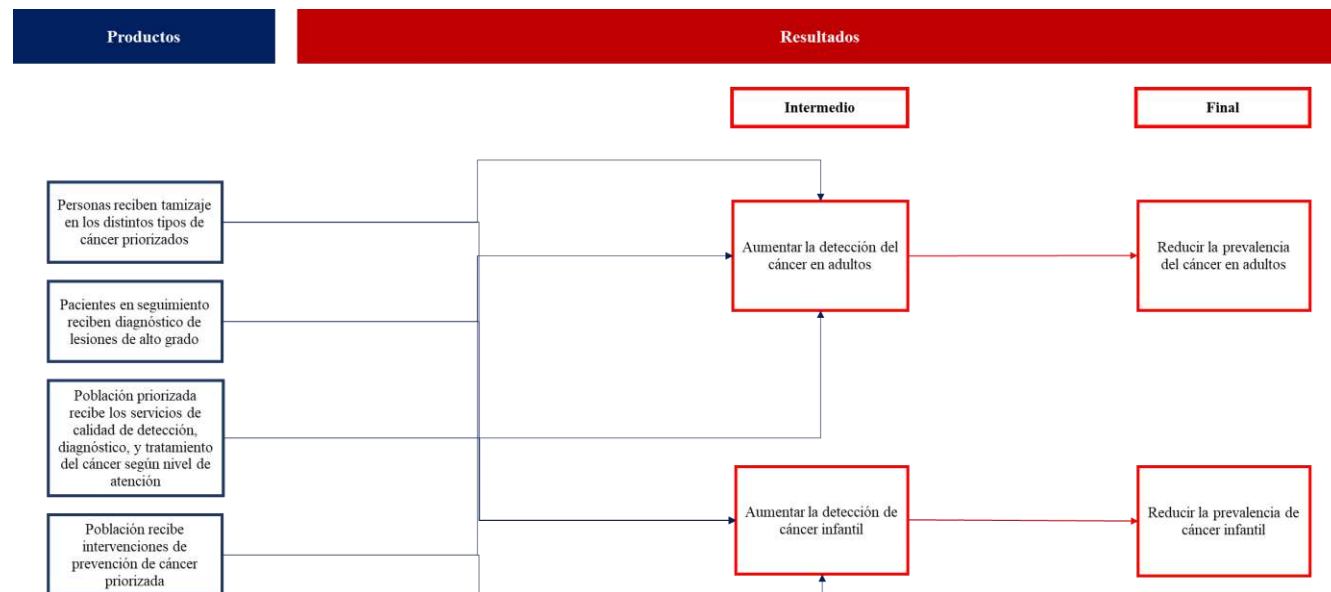 Productos
Resultados
Intermedio
Final
Personas reciben tamizaje
en los distintos tipos de
cáncer priorizados
Aumentar la detección del
cáncer en adultos
Reducir la prevalencia
del cáncer en adultos
Pacientes en seguimiento
reciben diagnóstico de
lesiones de alto grado
Población priorizada
recibe los servicios de
calidad de detección,
diagnóstico, y tratamiento
del cáncer según nivel de
atención
Aumentar la detección de
cáncer infantil
Reducir la prevalencia de
cáncer infantil
Población recibe
intervenciones de
prevención de cáncer
priorizada